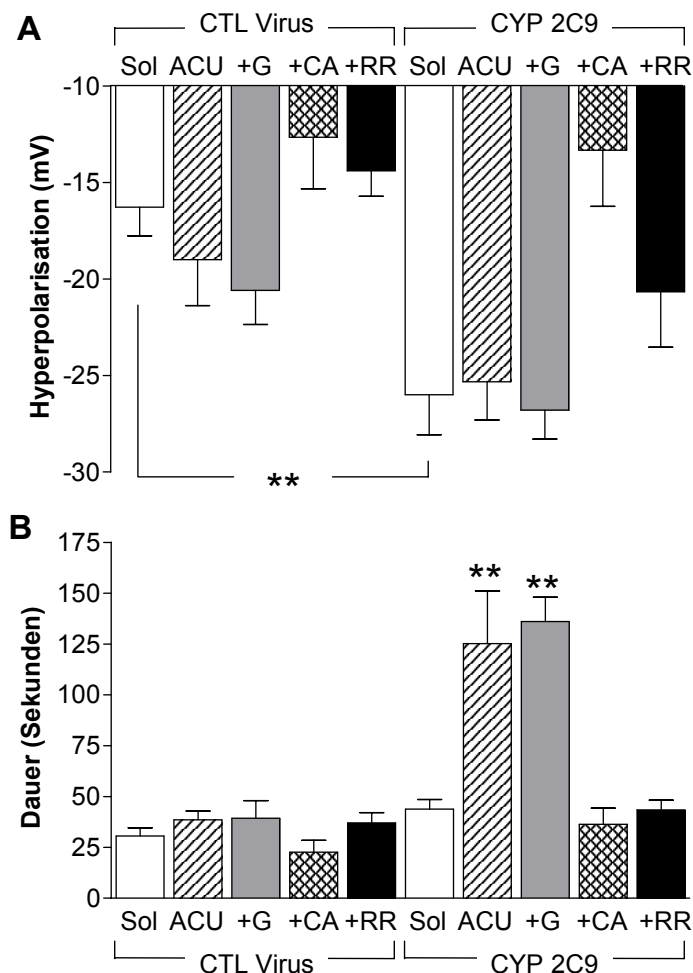 A
CTL Virus CYP 2C9
Sol ACU +G +CA +RR Sol ACU +G +CA +RR
Hyperpolarisation (mV)
-10
-15
-20
-25
-30
**
B
Dauer (Sekunden)
175
150
125
100
75
50
25
0
** **
Sol ACU +G +CA +RR Sol ACU +G +CA +RR
CTL Virus CYP 2C9